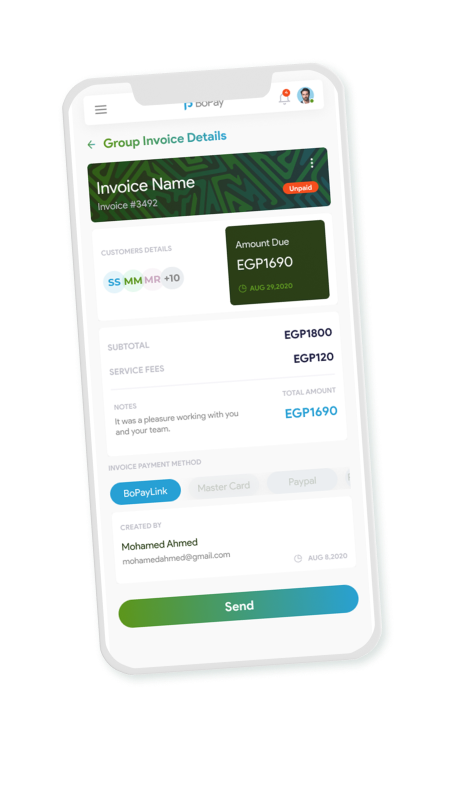 BoPay
Group Invoice Details
Invoice Name
Invoice #3492
Unpaid
CUSTOMERS DETAILS
SS MM MR +10
Amount Due
EGP1690
AUG 29,2020
SUBTOTAL
EGP1800
SERVICE FEES
EGP120
NOTES
It was a pleasure working with you
and your team.
TOTAL AMOUNT
EGP1690
INVOICE PAYMENT METHOD
BoPayLink
Master Card
Paypal
CREATED BY
Mohamed Ahmed
mohamedahmed@gmail.com
AUG 8,2020
Send